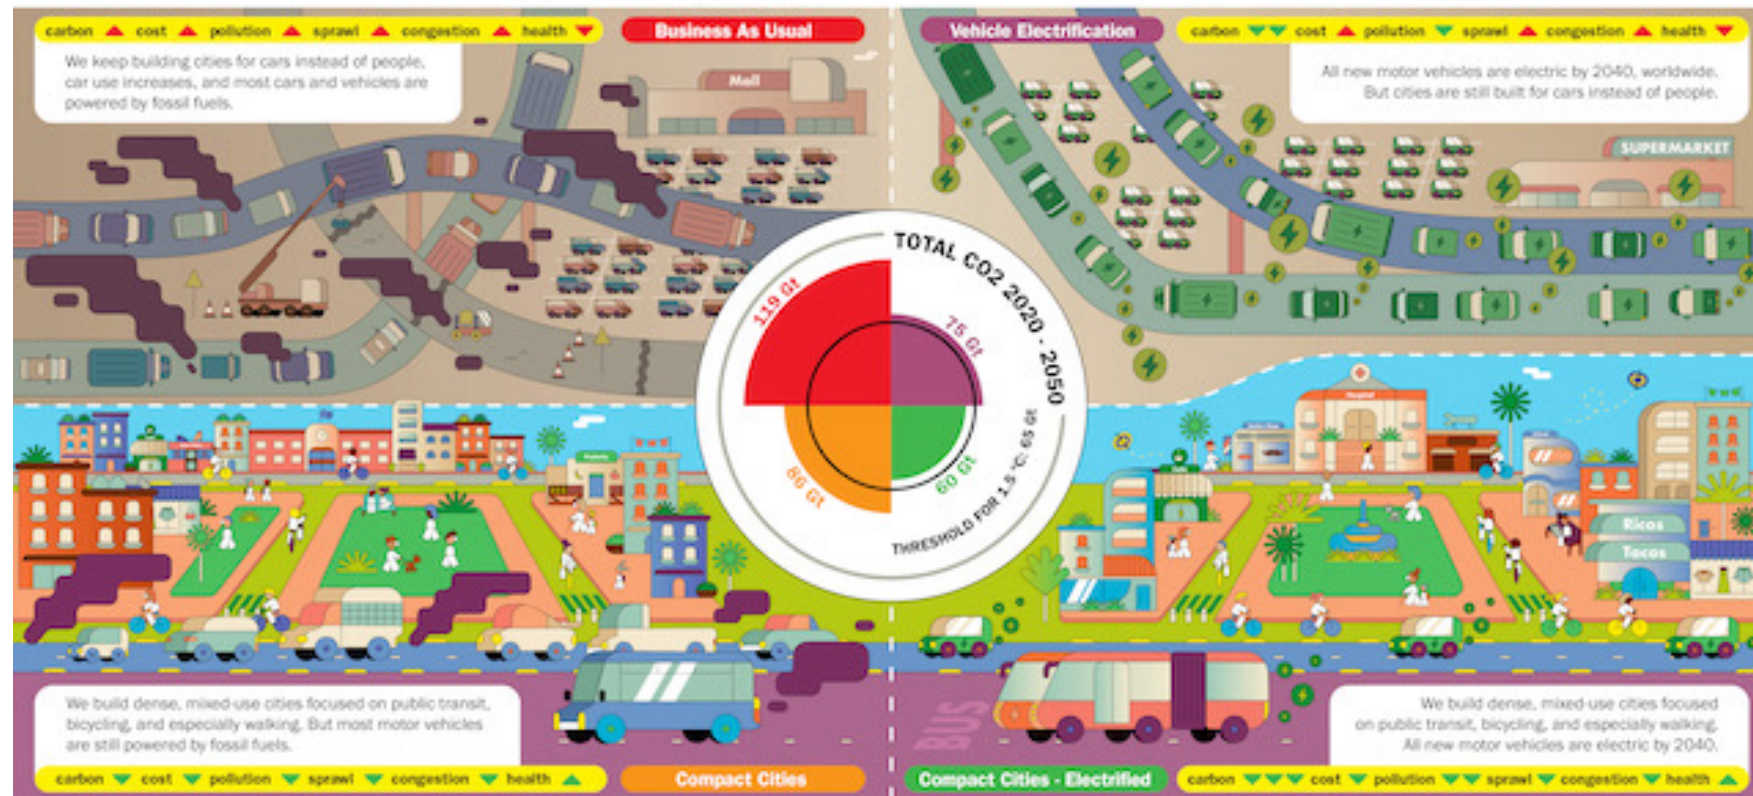 carbon cost pollution sprawl congestion health
Business As Usual
We keep building cities for cars instead of people,
car use increases, and most cars and vehicles are
powered by fossil fuels.
Mall
Vehicle Electrification
carbon cost pollution sprawl congestion health
All new motor vehicles are electric by 2040, worldwide.
But cities are still built for cars instead of people.
SUPERMARKET
TOTAL CO2 2020 - 2050
119 Gt
75 Gt
86 Gt
60 Gt
THRESHOLD FOR 1.5 °C: 65 Gt
Hospital
Ricos
Tacos
BUS
We build dense, mixed-use cities focused on public transit,
bicycling, and especially walking. But most motor vehicles
are still powered by fossil fuels.
carbon cost pollution sprawl congestion health
Compact Cities
We build dense, mixed-use cities focused
on public transit, bicycling, and especially walking.
All new motor vehicles are electric by 2040.
Compact Cities - Electrified
carbon cost pollution sprawl congestion health